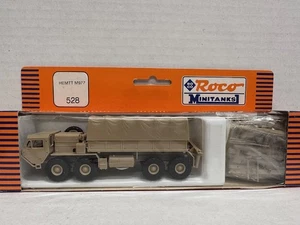 HEMTT M977
528
Roco
MINITANKS